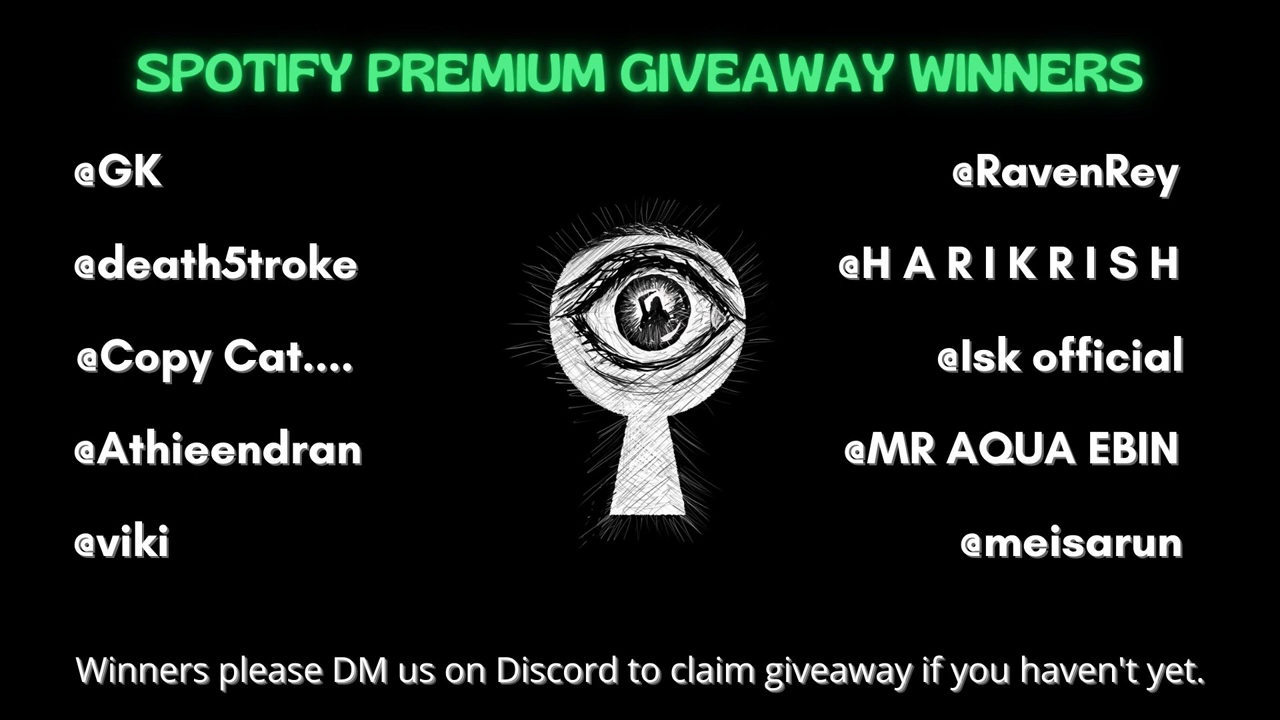 SPOTIFY PREMIUM GIVEAWAY WINNERS
@GK
@death5troke
@Copy Cat....
@Athieendran
@viki
@RavenRey
@H A R I K R I S H
@Isk official
@MR AQUA EBIN
@meisarun
Winners please DM us on Discord to claim giveaway if you haven't yet.